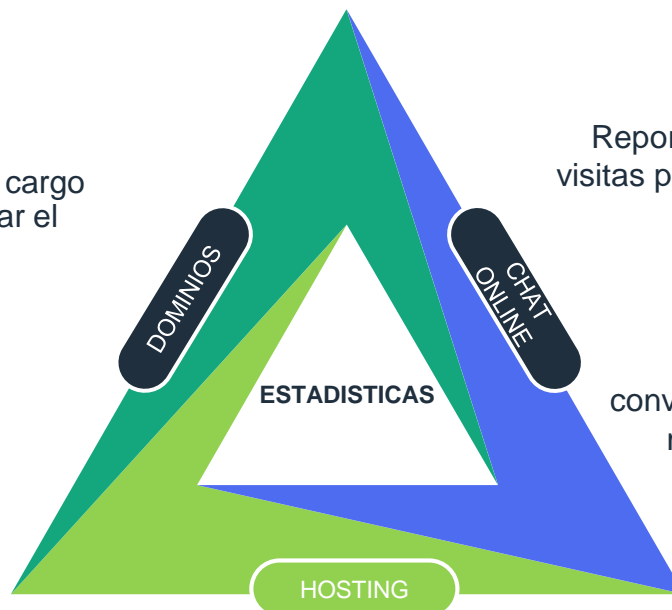 cargo
ar el
Repor
visitas p
DOMINIOS
CHAT
ONLINE
ESTADISTICAS
conv
HOSTING